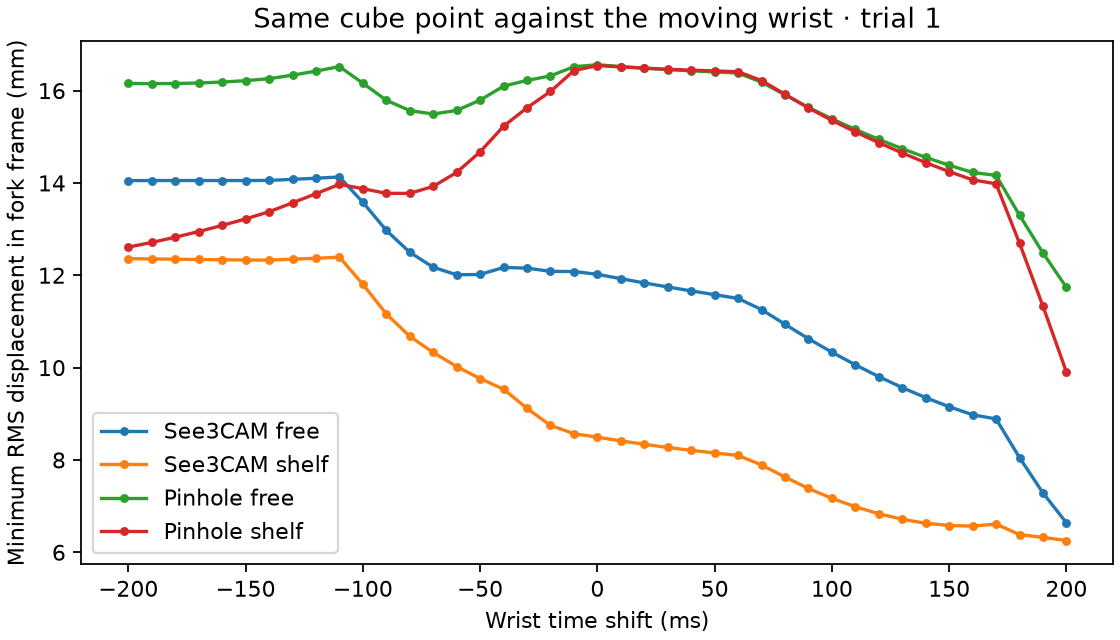 Same cube point against the moving wrist · trial 1
Minimum RMS displacement in fork frame (mm)
16
14
12
10
8
6
See3CAM free
See3CAM shelf
Pinhole free
Pinhole shelf
−200
−150
−100
−50
0
50
100
150
200
Wrist time shift (ms)